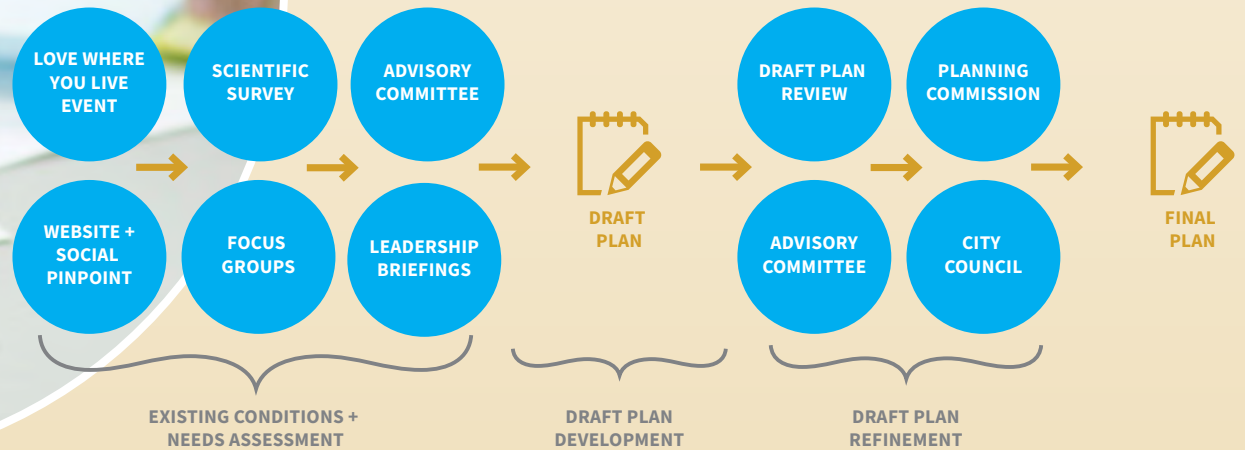 LOVE WHERE
YOU LIVE
EVENT
SCIENTIFIC
SURVEY
ADVISORY
COMMITTEE
DRAFT PLAN
REVIEW
PLANNING
COMMISSION
WEBSITE +
SOCIAL
PINPOINT
FOCUS
GROUPS
LEADERSHIP
BRIEFINGS
DRAFT
PLAN
ADVISORY
COMMITTEE
CITY
COUNCIL
FINAL
PLAN
EXISTING CONDITIONS +
NEEDS ASSESSMENT
DRAFT PLAN
DEVELOPMENT
DRAFT PLAN
REFINEMENT